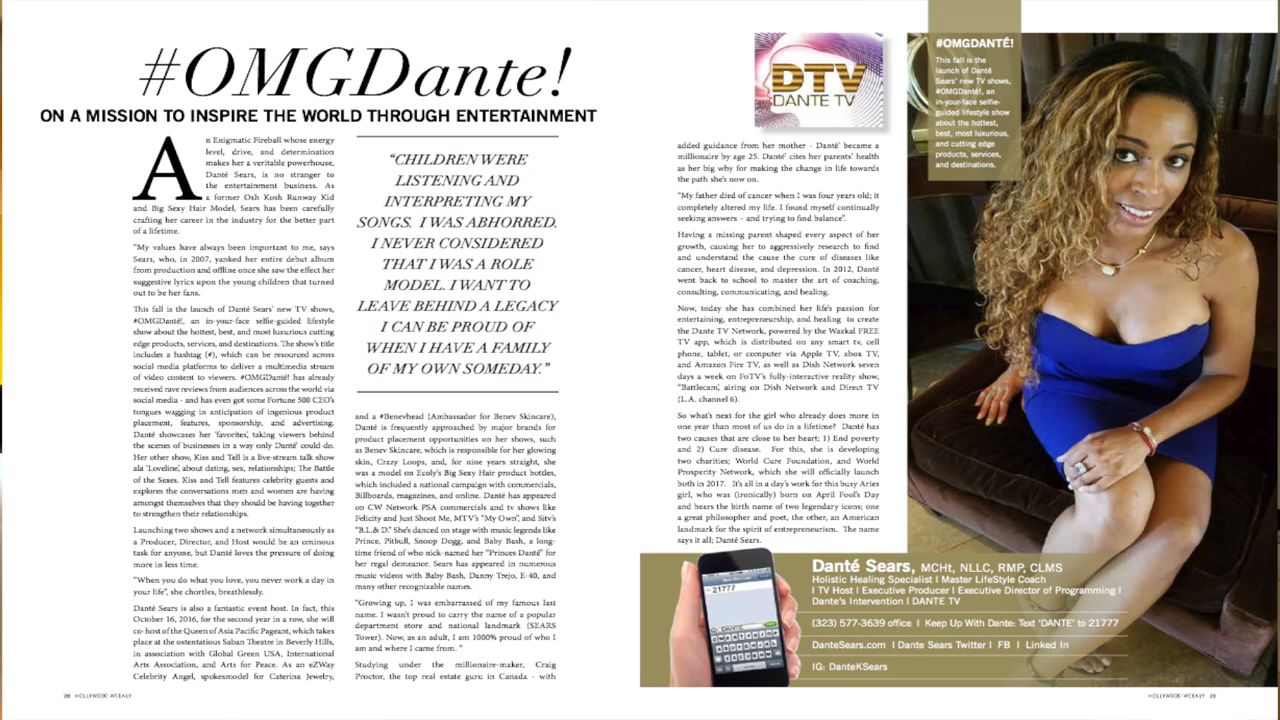 #OMGDante!
ON A MISSION TO INSPIRE THE WORLD THROUGH ENTERTAINMENT
An Enigmatic Fireball whose energy
level, drive, and determination
makes her a veritable powerhouse,
Danté Sears, is no stranger to
the entertainment business. As
a former Osh Kosh Runway Kid
and Big Sexy Hair Model, Sears has been carefully
crafting her career in the industry for the better part
of a lifetime.
"My values have always been important to me, says
Sears, who, in 2007, yanked her entire debut album
from production and offline once she saw the effect her
suggestive lyrics upon the young children that turned
out to be her fans.
This fall is the launch of Danté Sears' new TV shows,
#OMGDanté!, an in-your-face selfie-guided lifestyle
show about the hottest, best, and most luxurious cutting
edge products, services, and destinations. The show's title
includes a hashtag (#), which can be resourced across
social media platforms to deliver a multimedia stream
of video content to viewers. #OMGDanté! has already
received rave reviews from audiences across the world via
social media - and has even got some Fortune 500 CEO's
tongues wagging in anticipation of ingenious product
placement, features, sponsorship, and advertising.
Danté showcases her 'favorites', taking viewers behind
the scenes of businesses in a way only Danté could do.
Her other show, Kiss and Tell is a live-stream talk show
ala 'Loveline', about dating, sex, relationships; The Battle
of the Sexes. Kiss and Tell features celebrity guests and
explores the conversations men and women are having
amongst themselves that they should be having together
to strengthen their relationships.
Launching two shows and a network simultaneously as
a Producer, Director, and Host would be an ominous
task for anyone, but Danté loves the pressure of doing
more in less time.
"When you do what you love, you never work a day in
your life", she chortles, breathlessly.
Danté Sears is also a fantastic event host. In fact, this
October 16, 2016, for the second year in a row, she will
co-host of the Queen of Asia Pacific Pageant, which takes
place at the ostentatious Saban Theatre in Beverly Hills,
in association with Global Green USA, International
Arts Association, and Arts for Peace. As an eZWay
Celebrity Angel, spokesmodel for Caterina Jewelry,
"CHILDREN WERE
LISTENING AND
INTERPRETING MY
SONGS. I WAS ABHORRED.
I NEVER CONSIDERED
THAT I WAS A ROLE
MODEL. I WANT TO
LEAVE BEHIND A LEGACY
I CAN BE PROUD OF
WHEN I HAVE A FAMILY
OF MY OWN SOMEDAY."
and a #Benevhead (Ambassador for Benev Skincare),
Danté is frequently approached by major brands for
product placement opportunities on her shows, such
as Benev Skincare, which is responsible for her glowing
skin, Crazy Loops, and, for nine years straight, she
was a model on Ecoly's Big Sexy Hair product bottles,
which included a national campaign with commercials,
Billboards, magazines, and online. Danté has appeared
on CW Network PSA commercials and tv shows like
Felicity and Just Shoot Me, MTV's "My Own", and Sitv's
"B.L.& D." She's danced on stage with music legends like
Prince, Pitbull, Snoop Dogg, and Baby Bash, a long-
time friend of who nick-named her "Princes Danté" for
her regal demeanor. Sears has appeared in numerous
music videos with Baby Bash, Danny Trejo, E-40, and
many other recognizable names.
"Growing up, I was embarrassed of my famous last
name. I wasn't proud to carry the name of a popular
department store and national landmark (SEARS
Tower). Now, as an adult, I am 1000% proud of who I
am and where I came from. "
Studying under the millionaire-maker, Craig
Proctor, the top real estate guru in Canada - with
20 HOLLYWOOD WEEKLY
DTV
DANTE TV
added guidance from her mother - Danté' became a
millionaire by age 25. Danté' cites her parents' health
as her big why for making the change in life towards
the path she's now on.
"My father died of cancer when I was four years old; it
completely altered my life. I found myself continually
seeking answers – and trying to find balance".
Having a missing parent shaped every aspect of her
growth, causing her to aggressively research to find
and understand the cause the cure of diseases like
cancer, heart disease, and depression. In 2012, Danté
went back to school to master the art of coaching,
consulting, communicating, and healing.
Now, today she has combined her life's passion for
entertaining, entrepreneurship, and healing to create
the Dante TV Network, powered by the Wazkal FREE
TV app, which is distributed on any smart tv, cell
phone, tablet, or computer via Apple TV, xbox TV,
and Amazon Fire TV, as well as Dish Network seven
days a week on FoTV's fully-interactive reality show,
"Battlecam', airing on Dish Network and Direct TV
(L.A. channel 6).
So what's next for the girl who already does more in
one year than most of us do in a lifetime? Danté has
two causes that are close to her heart; 1) End poverty
and 2) Cure disease. For this, she is developing
two charities; World Cure Foundation, and World
Prosperity Network, which she will officially launch
both in 2017. It's all in a day's work for this busy Aries
girl, who was (ironically) born on April Fool's Day
and bears the birth name of two legendary icons; one
a great philosopher and poet, the other, an American
landmark for the spirit of entrepreneurism. The name
says it all; Danté Sears.
#OMGDANTÉ!
This fall is the
launch of Danté
Sears' new TV shows,
#OMGDanté!, an
in-your-face selfie-
guided lifestyle show
about the hottest,
best, most luxurious,
and cutting edge
products, services,
and destinations.
21777
DANTE
Danté Sears, MCHt, NLLC, RMP, CLMS
Holistic Healing Specialist I Master LifeStyle Coach
I TV Host I Executive Producer I Executive Director of Programming I
Dante's Intervention I DANTE TV
(323) 577-3639 office I Keep Up With Dante: Text 'DANTE' to 21777
DanteSears.com I Dante Sears Twitter I FB I Linked In
IG: DanteKSears
HOLLYWOOD WEEKLY 29